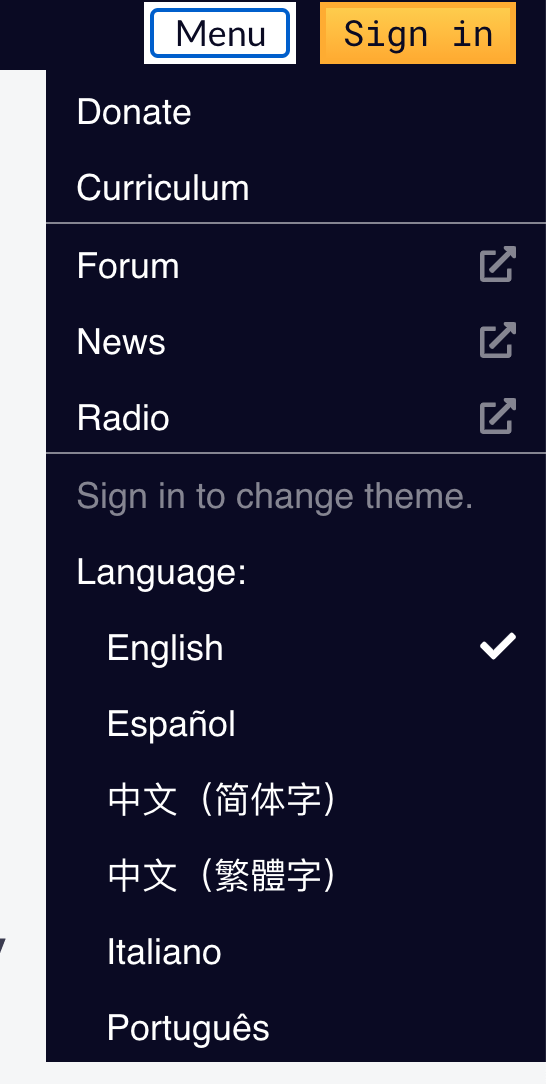 Menu Sign in
Donate
Curriculum
Forum
News
Radio
Sign in to change theme.
Language:
English
Español
中文（简体字）
中文（繁體字）
Italiano
Português